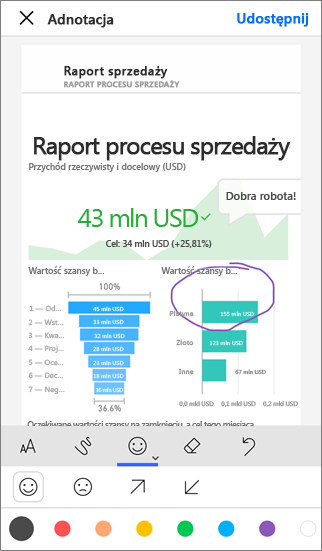 Adnotacja Udostępnij
Raport sprzedaży
RAPORT PROCESU SPRZEDAŻY
Raport procesu sprzedaży
Przychód rzeczywisty i docelowy (USD)
Dobra robota!
43 mln USD✓
Cel: 34 mln USD (+25,81%)
Wartość szansy b... Wartość szansy b...
100%
1 — Od... 45 mln USD
2 — Wst... 33 mln USD
3 — Kwa... 32 mln USD
4 — Proj... 28 mln USD
5 — Oce... 23 mln USD
6 — Dec... 18 mln USD
7 — Neg... 16 mln USD
36.6%
Platyna 155 mln USD
Złoto 123 mln USD
Inne 67 mln USD
0,0 mld USD 0,1 mld USD 0,2 mld USD
Oczekiwane wartości szansy na zamknięciu, a cel tego miesiąca
AA